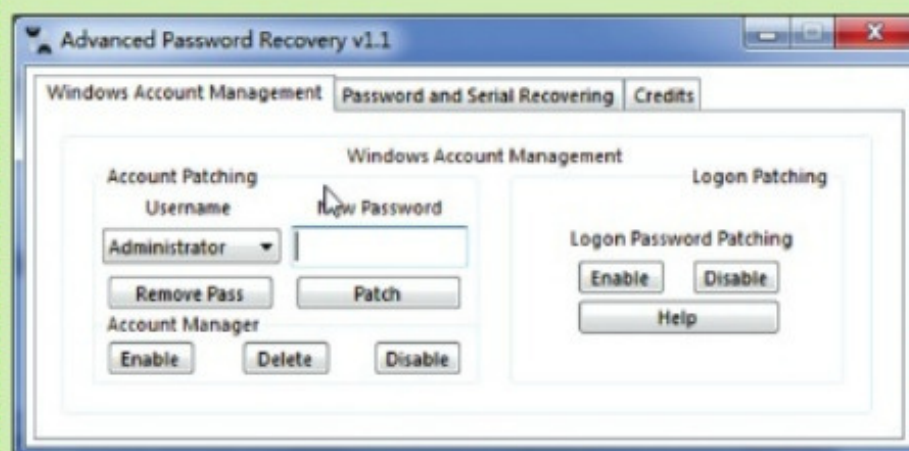 Advanced Password Recovery v1.1
Windows Account Management Password and Serial Recovering Credits
Windows Account Management
Account Patching
Username New Password
Administrator
Remove Pass Patch
Account Manager
Enable Delete Disable
Logon Patching
Logon Password Patching
Enable Disable
Help